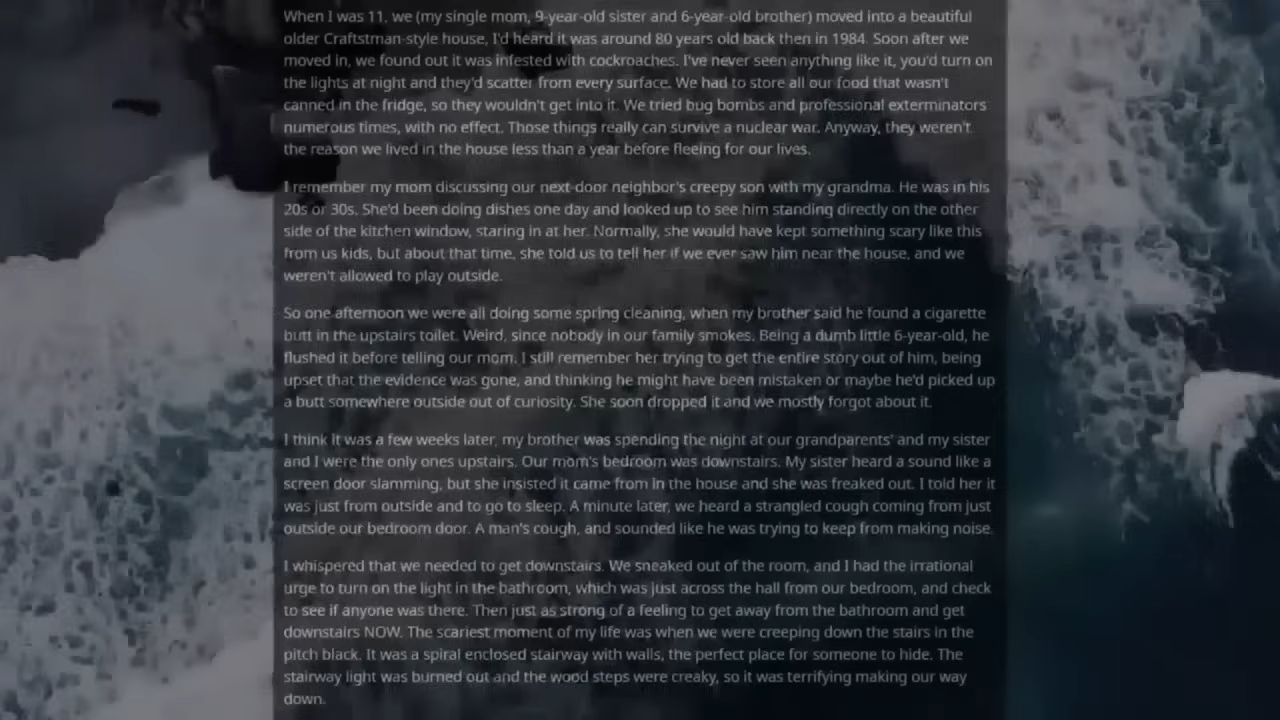 When I was 11, we (my single mom, 9-year-old sister and 6-year-old brother) moved into a beautiful
older Craftstman-style house, I'd heard it was around 80 years old back then in 1984. Soon after we
moved in, we found out it was infested with cockroaches. I've never seen anything like it, you'd turn on
the lights at night and they'd scatter from every surface. We had to store all our food that wasn't
canned in the fridge, so they wouldn't get into it. We tried bug bombs and professional exterminators
numerous times, with no effect. Those things really can survive a nuclear war. Anyway, they weren't
the reason we lived in the house less than a year before fleeing for our lives.
I remember my mom discussing our next-door neighbor's creepy son with my grandma. He was in his
20s or 30s. She'd been doing dishes one day and looked up to see him standing directly on the other
side of the kitchen window, staring in at her. Normally, she would have kept something scary like this
from us kids, but about that time, she told us to tell her if we ever saw him near the house, and we
weren't allowed to play outside.
So one afternoon we were all doing some spring cleaning, when my brother said he found a cigarette
butt in the upstairs toilet. Weird, since nobody in our family smokes. Being a dumb little 6-year-old, he
flushed it before telling our mom. I still remember her trying to get the entire story out of him, being
upset that the evidence was gone, and thinking he might have been mistaken or maybe he'd picked up
a butt somewhere outside out of curiosity. She soon dropped it and we mostly forgot about it.
I think it was a few weeks later, my brother was spending the night at our grandparents' and my sister
and I were the only ones upstairs. Our mom's bedroom was downstairs. My sister heard a sound like a
screen door slamming, but she insisted it came from in the house and she was freaked out. I told her it
was just from outside and to go to sleep. A minute later, we heard a strangled cough coming from just
outside our bedroom door. A man's cough, and sounded like he was trying to keep from making noise.
I whispered that we needed to get downstairs. We sneaked out of the room, and I had the irrational
urge to turn on the light in the bathroom, which was just across the hall from our bedroom, and check
to see if anyone was there. Then just as strong of a feeling to get away from the bathroom and get
downstairs NOW. The scariest moment of my life was when we were creeping down the stairs in the
pitch black. It was a spiral enclosed stairway with walls, the perfect place for someone to hide. The
stairway light was burned out and the wood steps were creaky, so it was terrifying making our way
down.